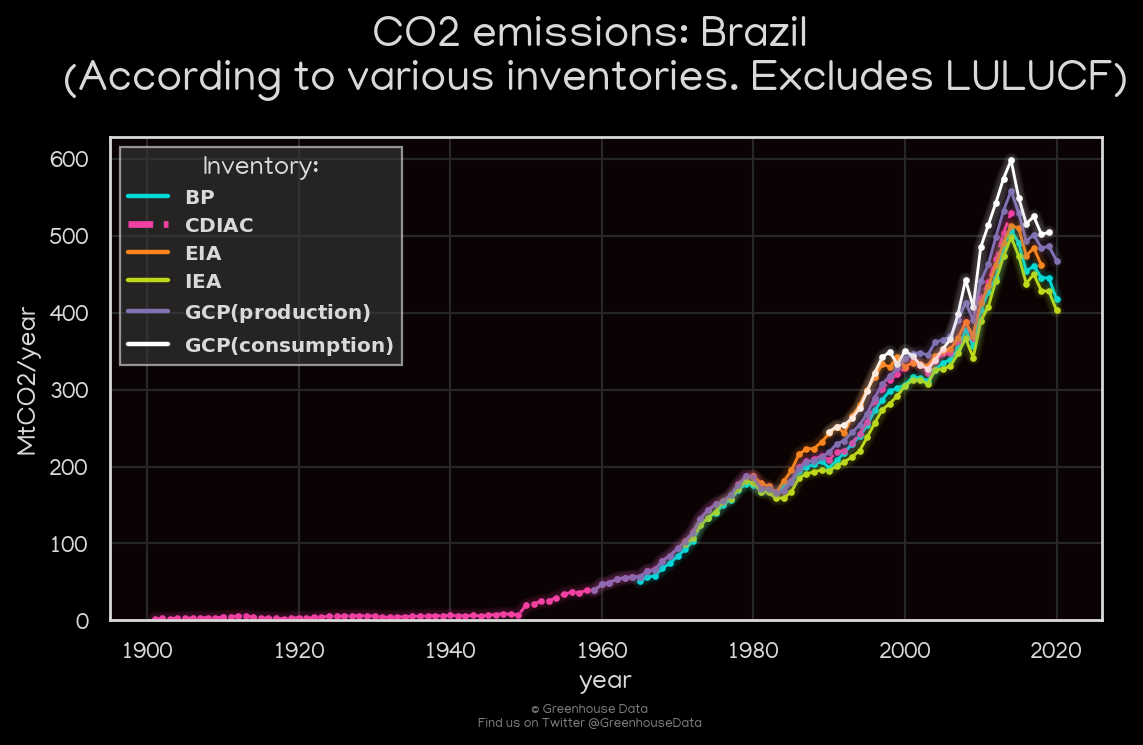 CO2 emissions: Brazil
(According to various inventories. Excludes LULUCF)
600
500
400
300
200
100
0
MtCO2/year
Inventory:
BP
CDIAC
EIA
IEA
GCP(production)
GCP(consumption)
1900 1920 1940 1960 1980 2000 2020
year
© Greenhouse Data
Find us on Twitter @GreenhouseData